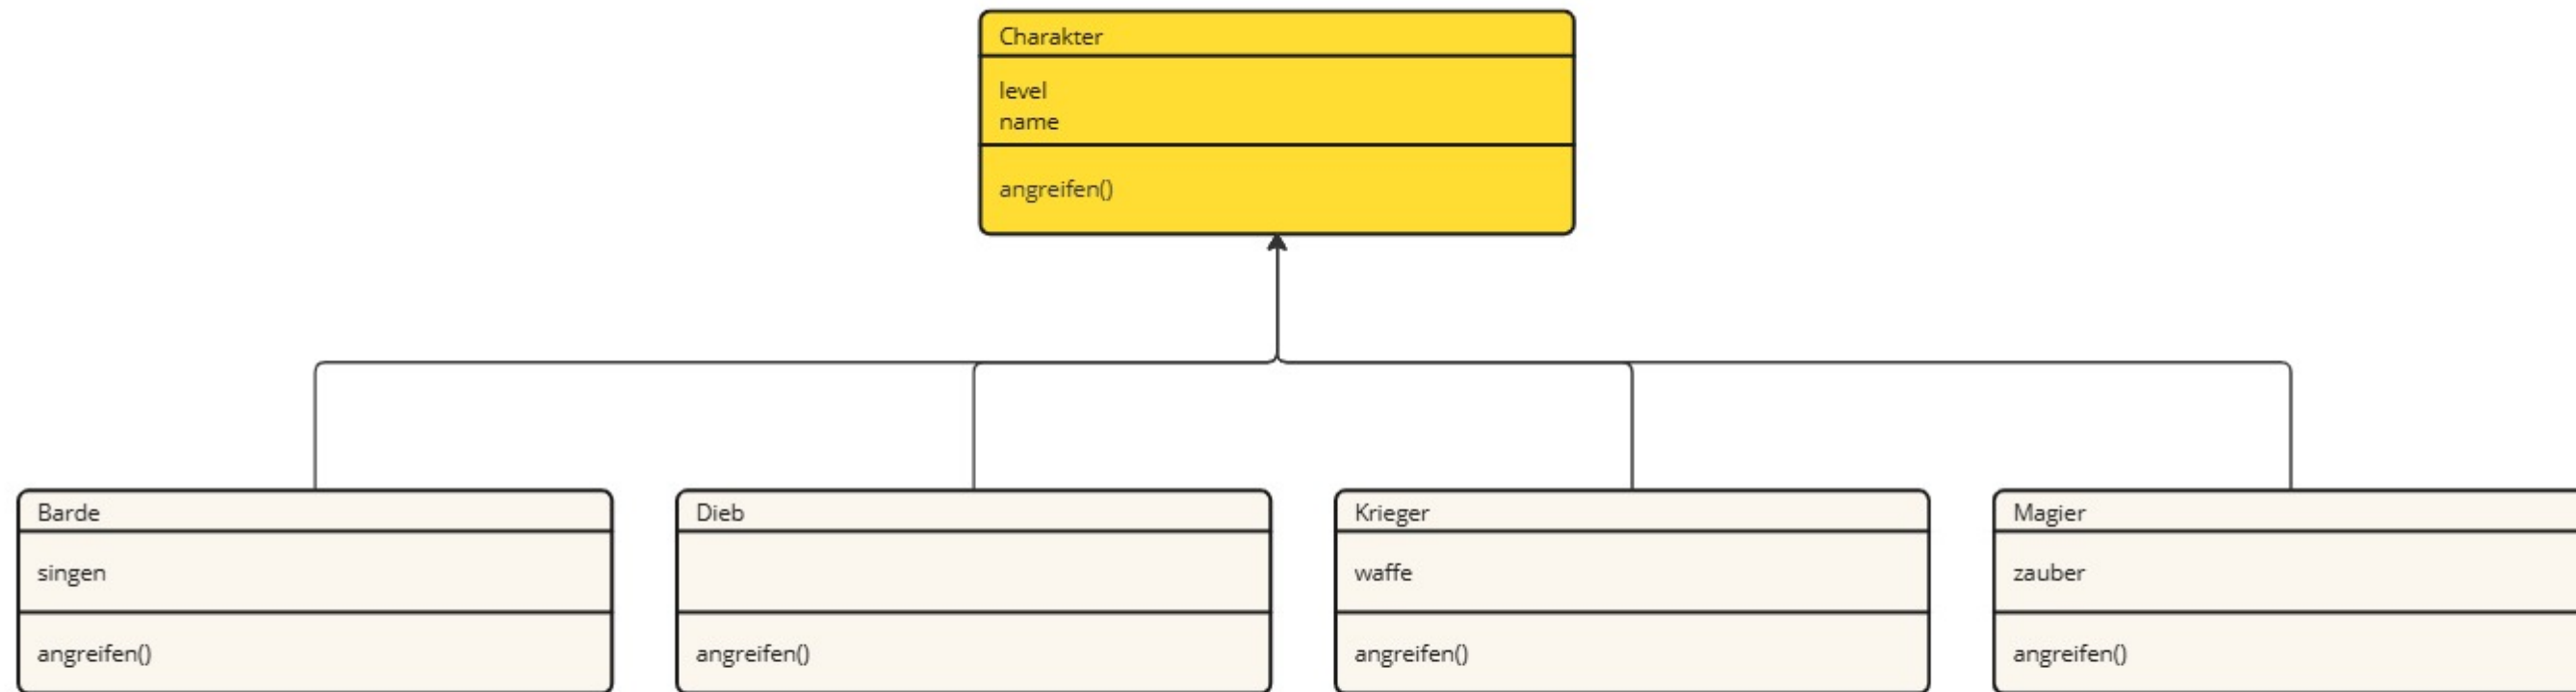 Charakter
level
name
angreifen()
Barde
singen
angreifen()
Dieb
angreifen()
Krieger
waffe
angreifen()
Magier
zauber
angreifen()